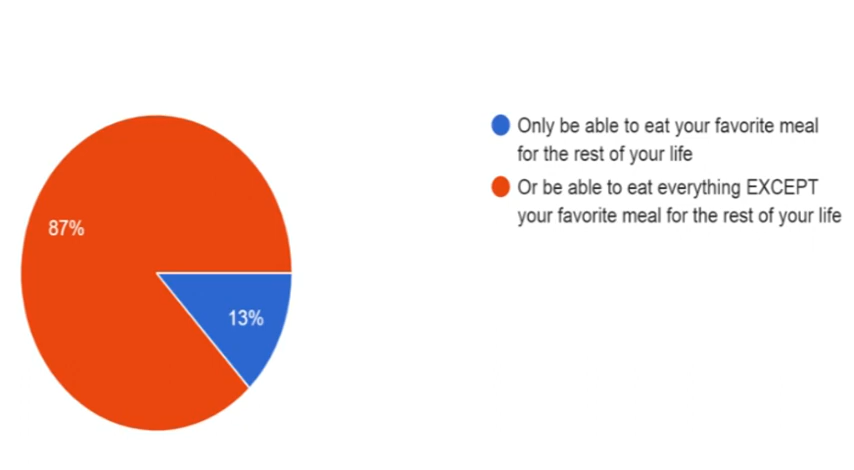 Only be able to eat your favorite meal
for the rest of your life
Or be able to eat everything EXCEPT
your favorite meal for the rest of your life
87%
13%